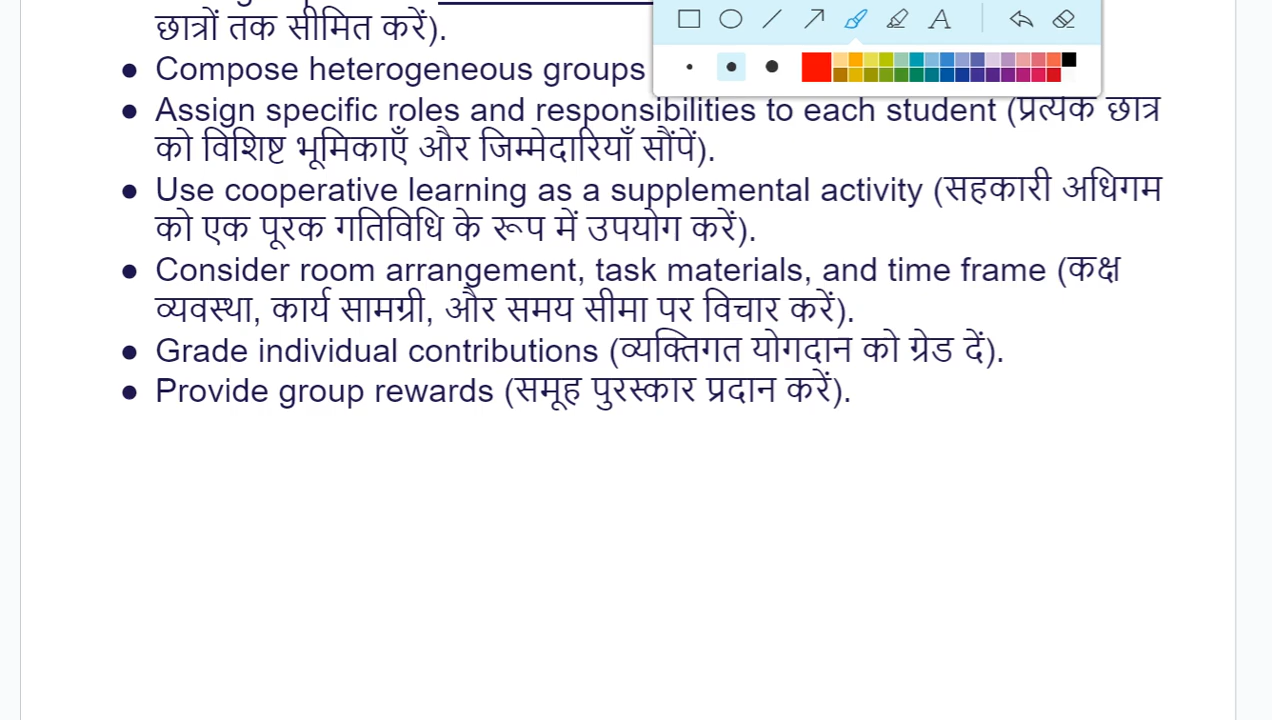 छात्रों तक सीमित करें).
● Compose heterogeneous groups
● Assign specific roles and responsibilities to each student (प्रत्येक छात्र
को विशिष्ट भूमिकाएँ और जिम्मेदारियाँ सौंपें).
● Use cooperative learning as a supplemental activity (सहकारी अधिगम
को एक पूरक गतिविधि के रूप में उपयोग करें).
● Consider room arrangement, task materials, and time frame (कक्ष
व्यवस्था, कार्य सामग्री, और समय सीमा पर विचार करें).
● Grade individual contributions (व्यक्तिगत योगदान को ग्रेड दें).
● Provide group rewards (समूह पुरस्कार प्रदान करें).